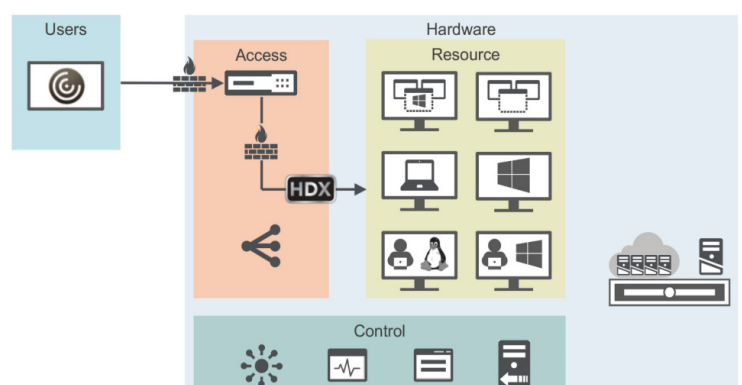 Users
Hardware
Access
Resource
HDX
Control